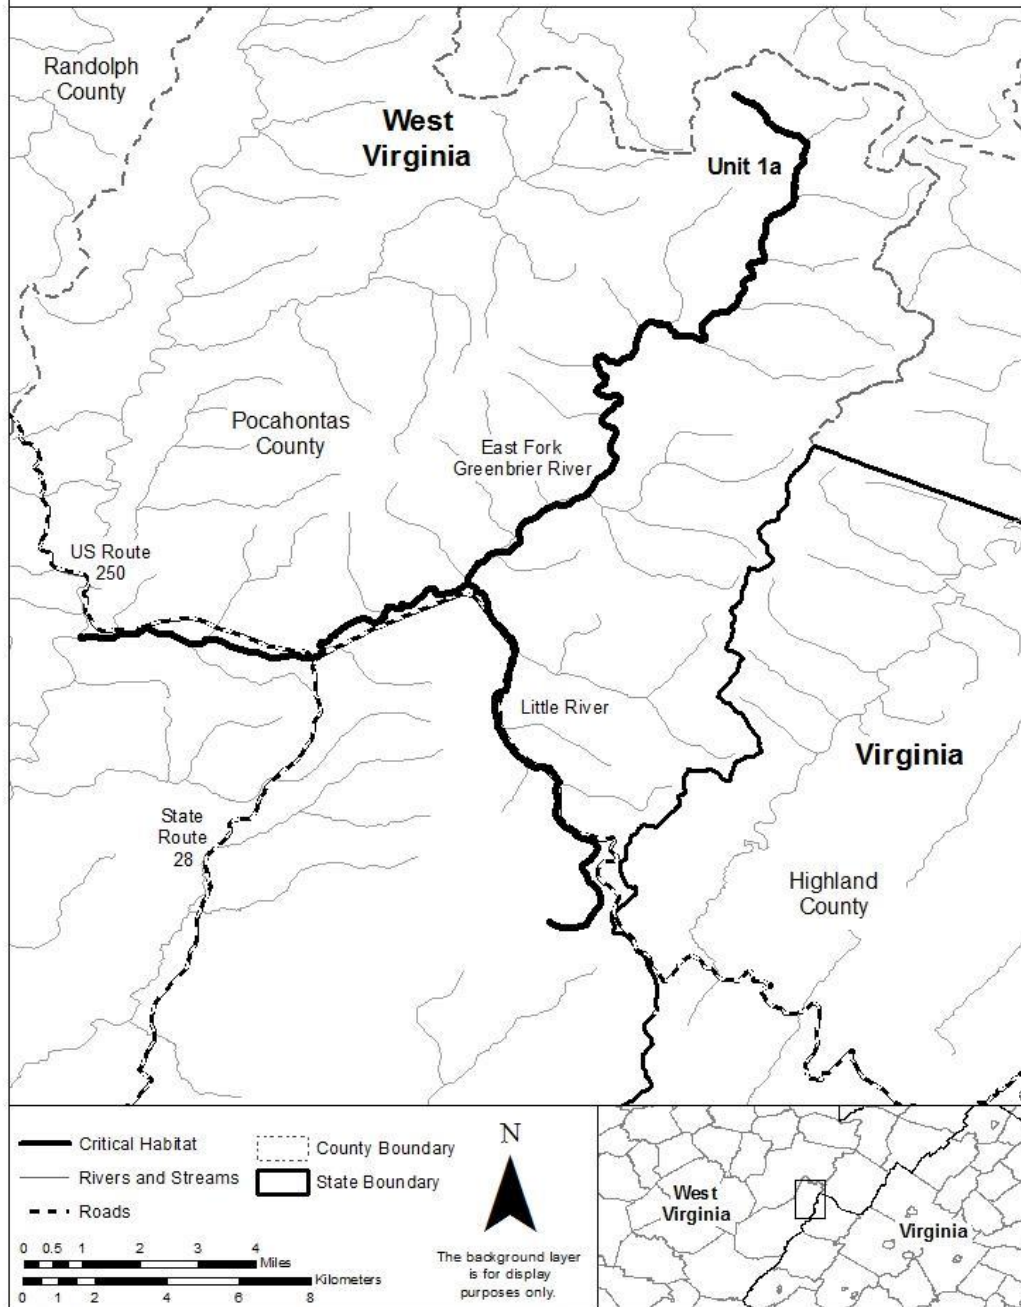 Randolph
County
West
Virginia
Unit 1a
Pocahontas
County
East Fork
Greenbrier River
US Route
250
Little River
Virginia
State
Route
28
Highland
County
Critical Habitat
Rivers and Streams
Roads
County Boundary
State Boundary
0 0.5 1 2 3 4
Miles
Kilometers
0 1 2 4 6 8
N
The background layer
is for display
purposes only.
West
Virginia
Virginia